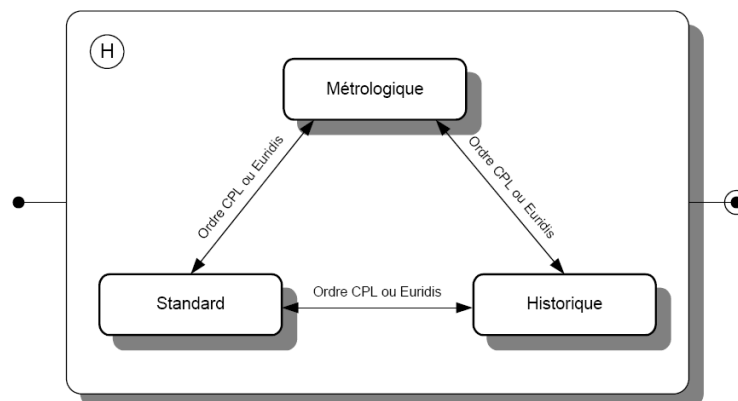 H
Métrologique
Ordre CPL ou Euridis
Ordre CPL ou Euridis
Standard
Ordre CPL ou Euridis
Historique